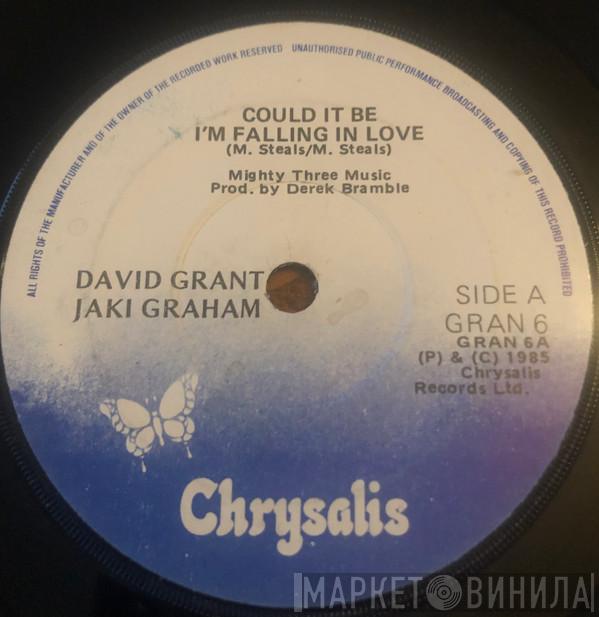 ALL RIGHTS OF THE MANUFACTURER AND OF THE OWNER OF THE RECORDED WORK RESERVED UNAUTHORISED PUBLIC PERFORMANCE BROADCASTING AND COPYING OF THIS RECORD PROHIBITED
COULD IT BE
I'M FALLING IN LOVE
(M. Steals/M. Steals)
Mighty Three Music
Prod. by Derek Bramble
DAVID GRANT
JAKI GRAHAM
SIDE A
GRAN 6
GRAN 6A
(P) & (C) 1985
Chrysalis
Records Ltd.
Chrysalis
МАРКЕТ ВИНИЛА